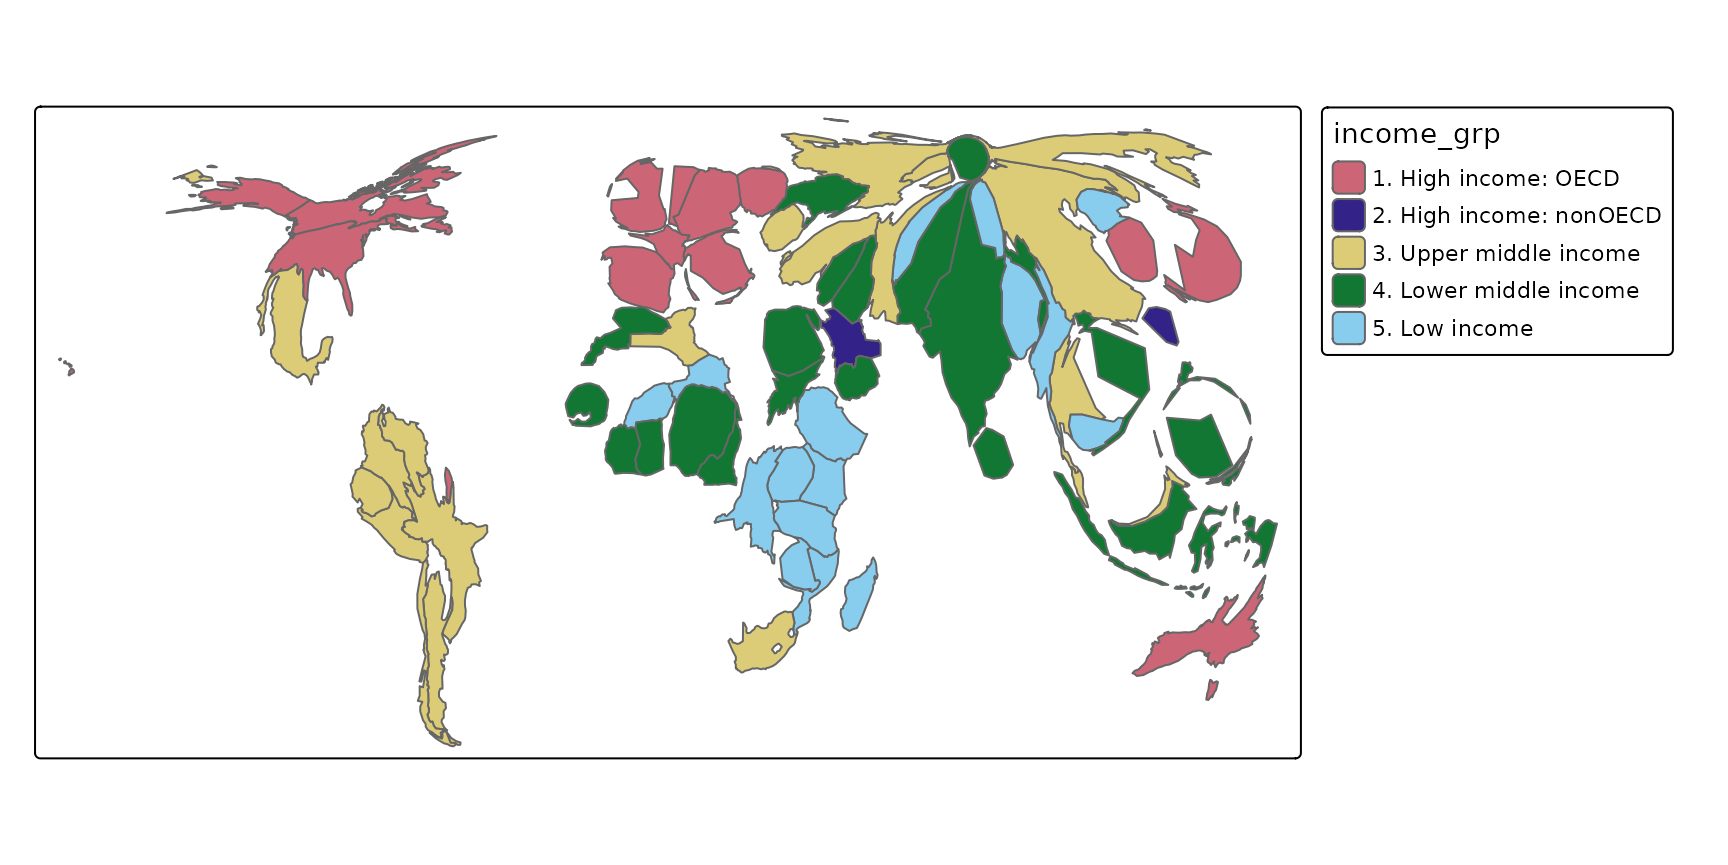 income_grp
1. High income: OECD
2. High income: nonOECD
3. Upper middle income
4. Lower middle income
5. Low income